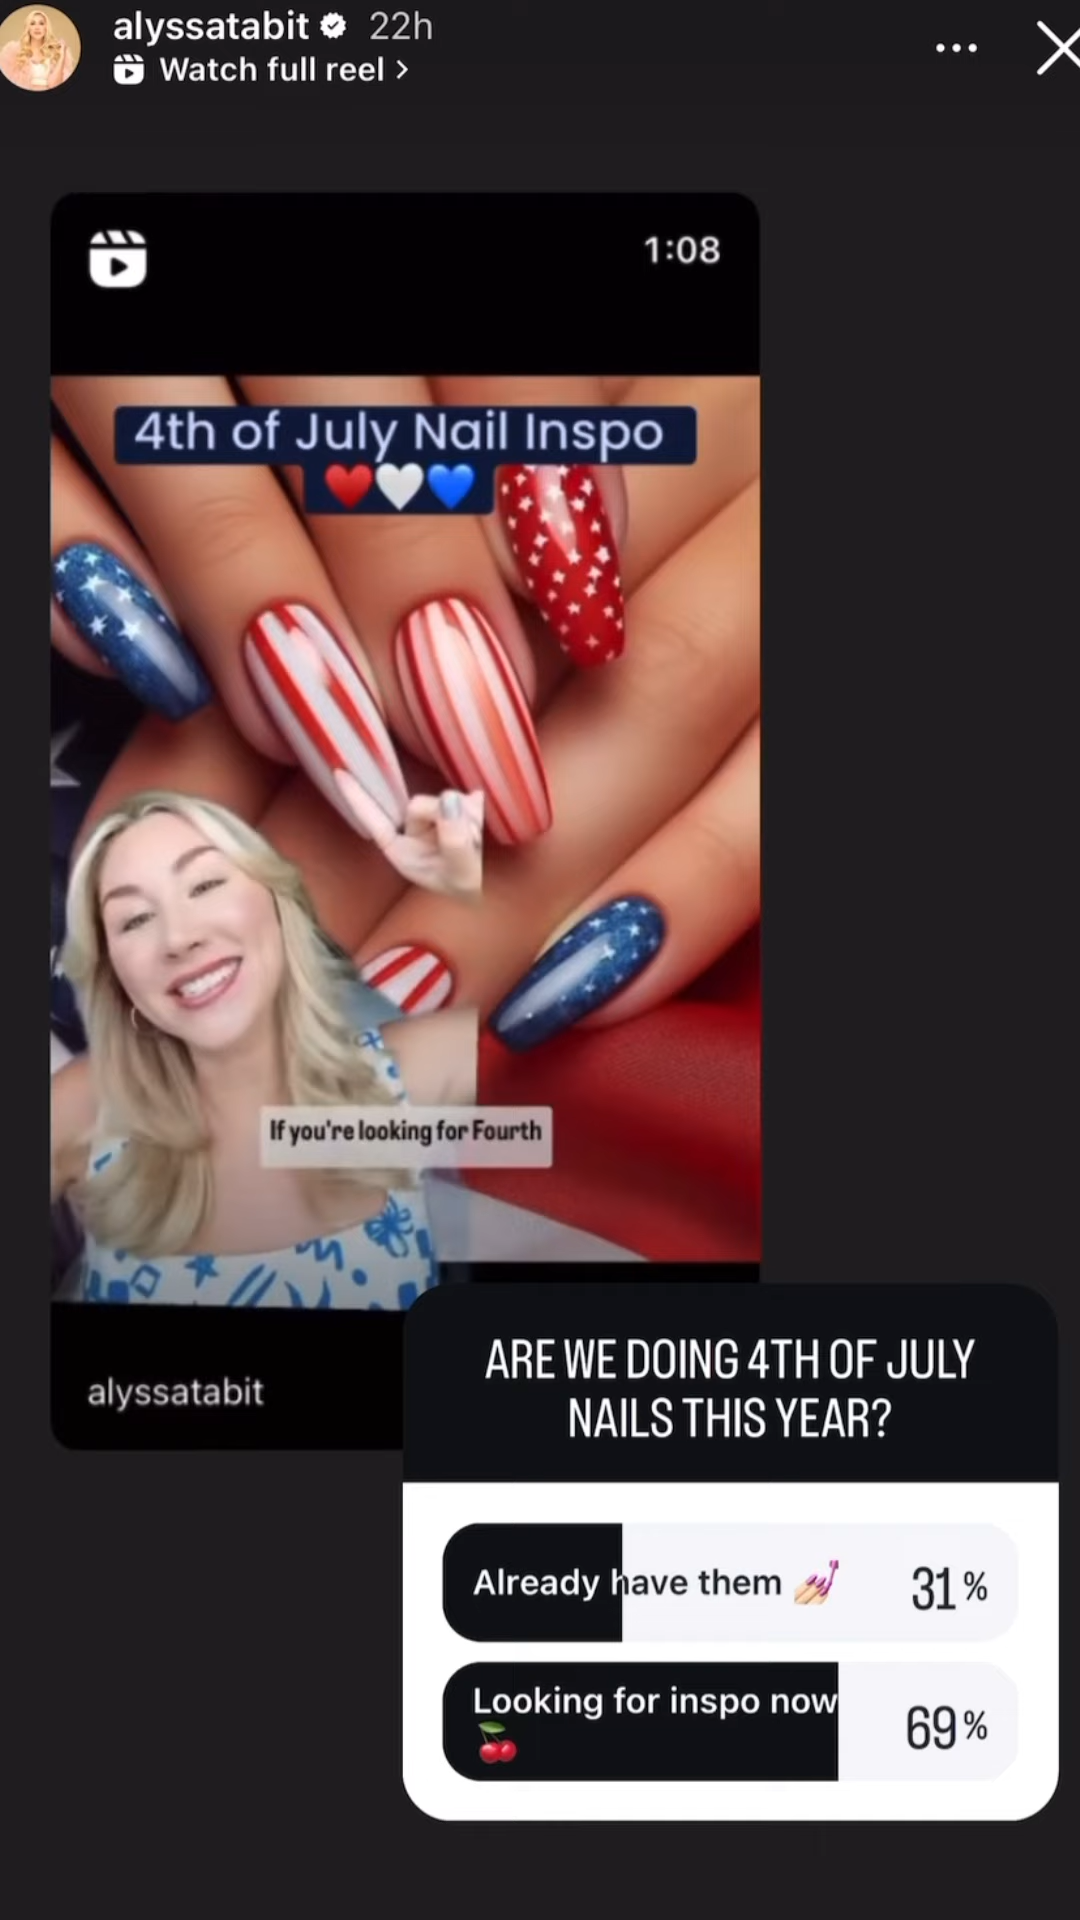 alyssatabit 22h
Watch full reel >
1:08
4th of July Nail Inspo
❤️🤍💙
If you're looking for Fourth
alyssatabit
ARE WE DOING 4TH OF JULY
NAILS THIS YEAR?
Already have them 💅🏻 31%
Looking for inspo now 69%
🍒